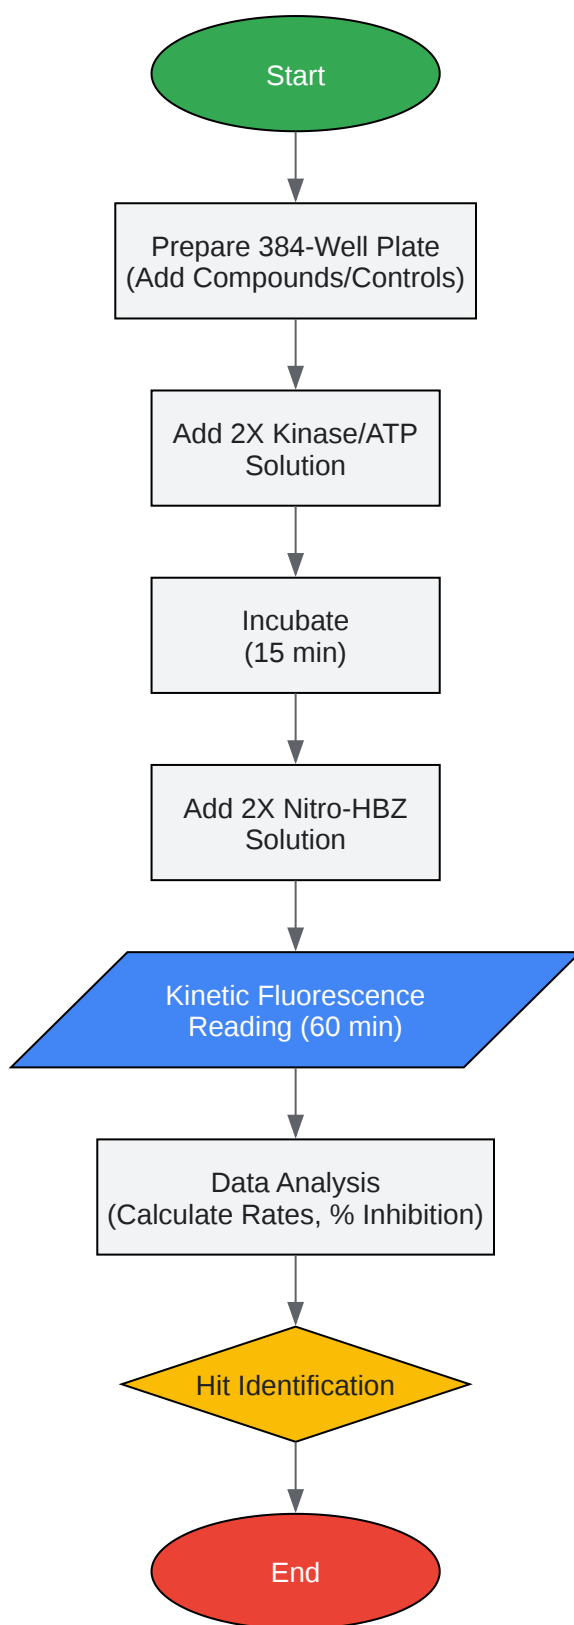 Start
Prepare 384-Well Plate
(Add Compounds/Controls)
Add 2X Kinase/ATP
Solution
Incubate
(15 min)
Add 2X Nitro-HBZ
Solution
Kinetic Fluorescence
Reading (60 min)
Data Analysis
(Calculate Rates, % Inhibition)
Hit Identification
End